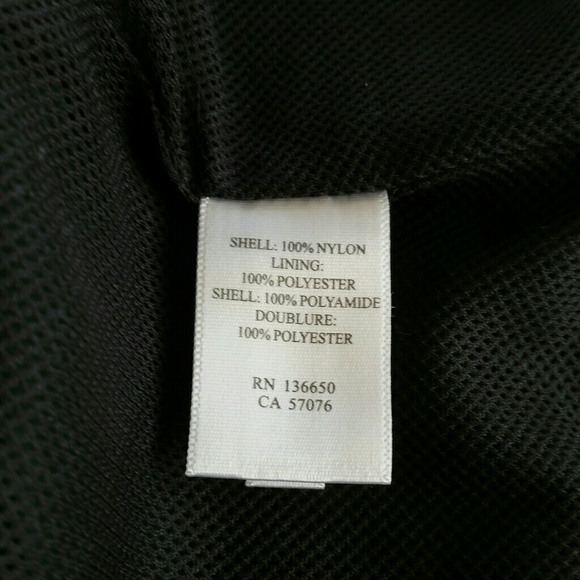 SHELL: 100% NYLON
LINING:
100% POLYESTER
SHELL: 100% POLYAMIDE
DOUBLURE:
100% POLYESTER
RN 136650
CA 57076